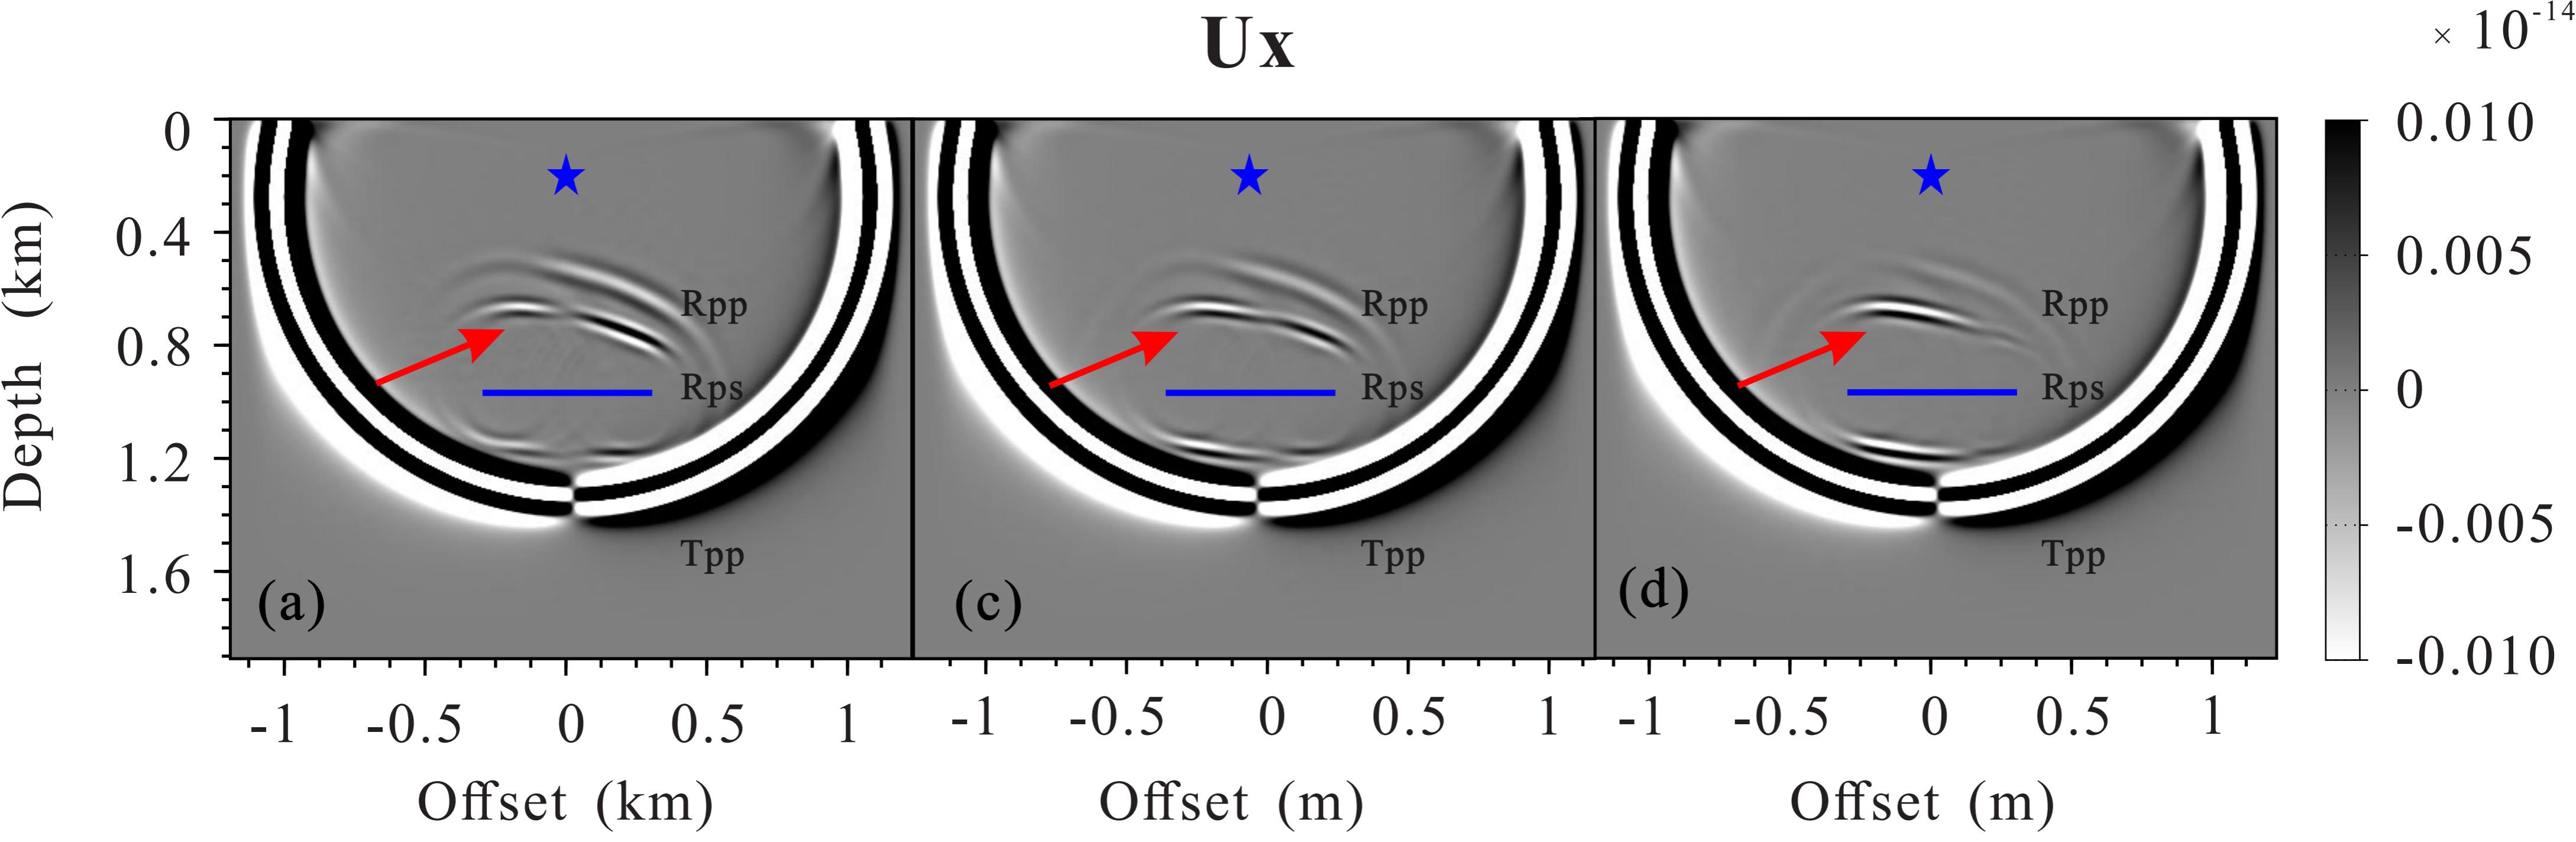 × 10-14
Ux
0
0.4
0.8
1.2
1.6
Depth (km)
Rpp
Rps
Tpp
(a)
Rpp
Rps
Tpp
(c)
Rpp
Rps
Tpp
(d)
0.010
0.005
0
-0.005
-0.010
-1 -0.5 0 0.5 1
-1 -0.5 0 0.5 1
-1 -0.5 0 0.5 1
Offset (km)
Offset (m)
Offset (m)